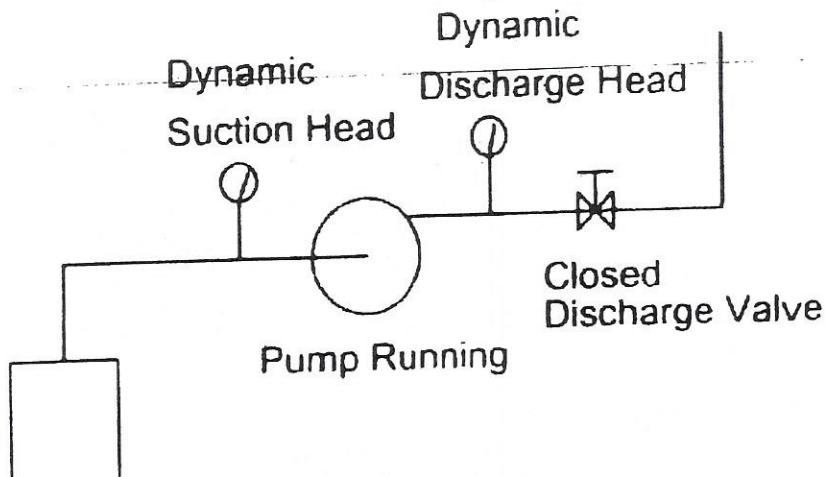 Dynamic
Suction Head
Dynamic
Discharge Head
Closed
Discharge Valve
Pump Running